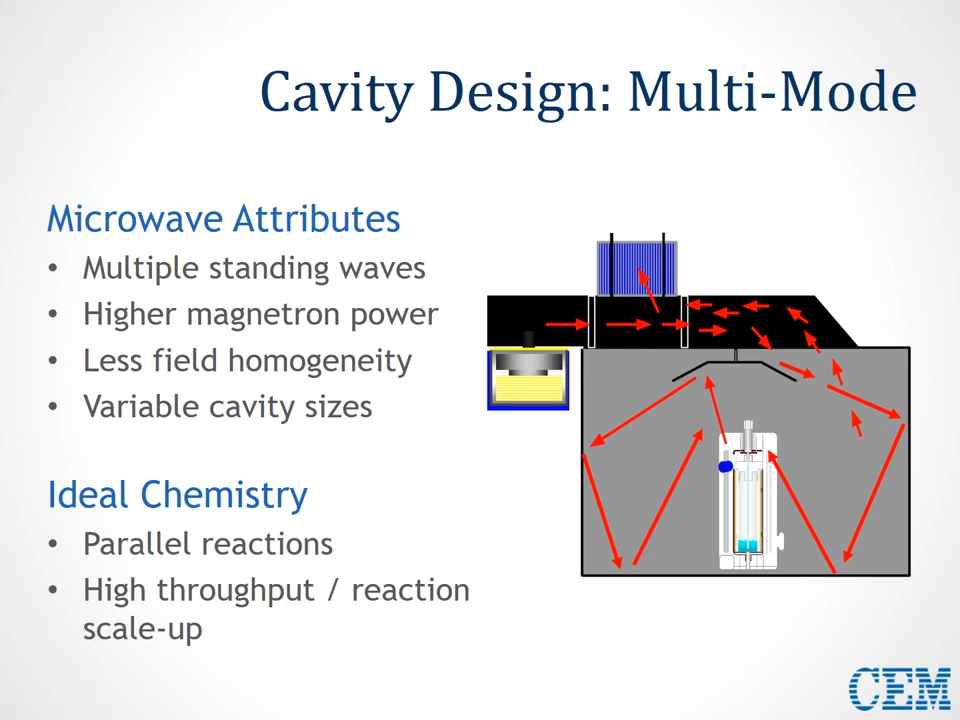 Cavity Design: Multi-Mode
Microwave Attributes
• Multiple standing waves
• Higher magnetron power
• Less field homogeneity
• Variable cavity sizes
Ideal Chemistry
• Parallel reactions
• High throughput / reaction
scale-up
CEM